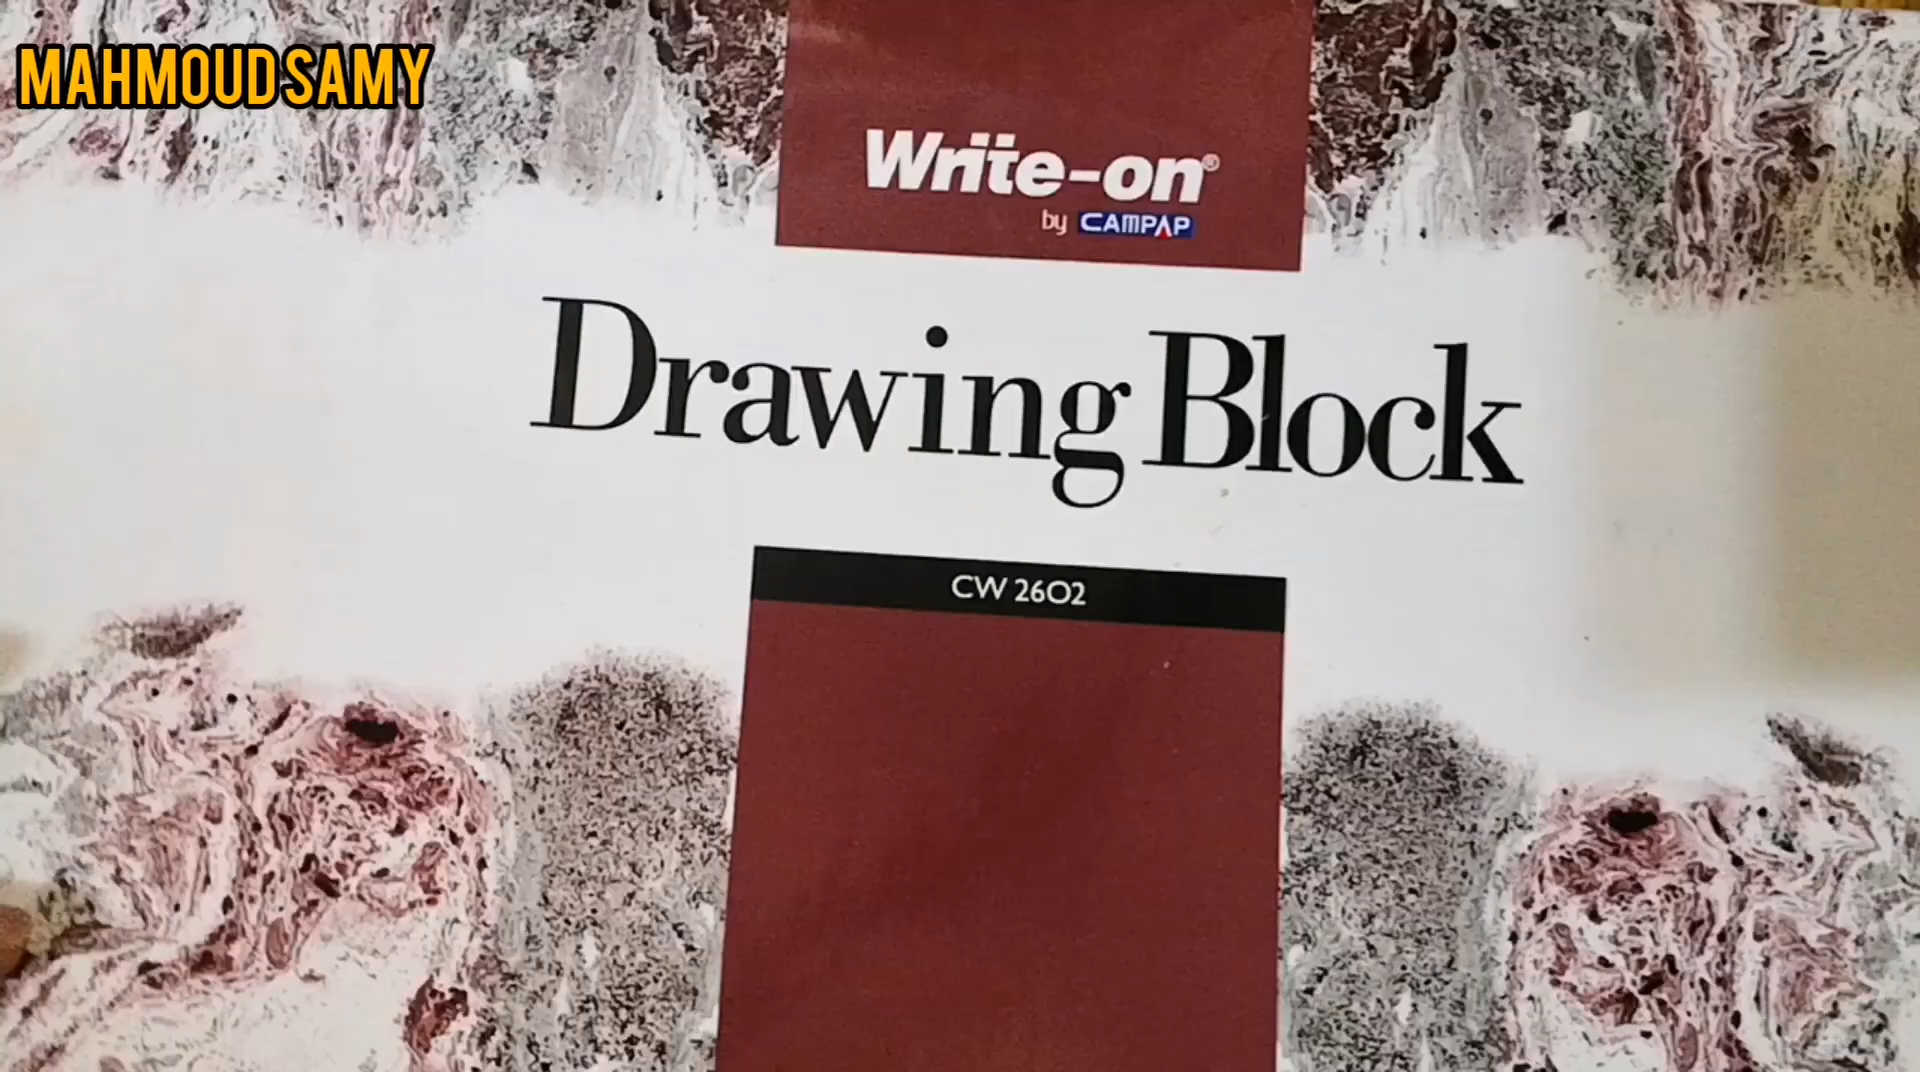 MAHMOUD SAMY
Write-on®
by CAMPAP
Drawing Block
CW 2602